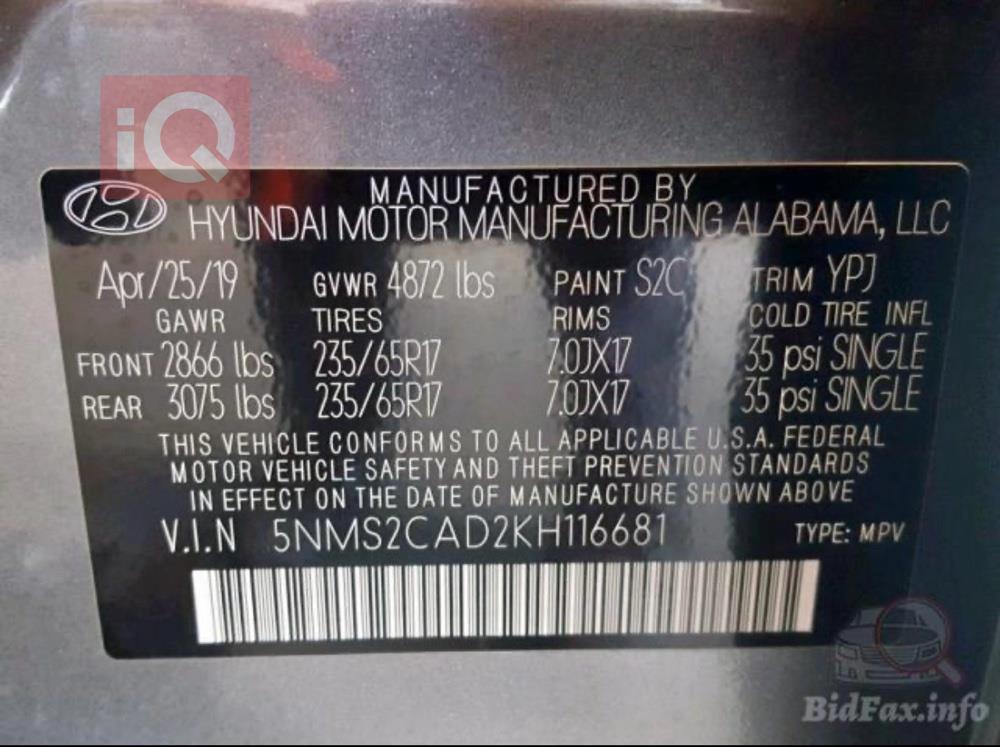 iQ
MANUFACTURED BY
HYUNDAI MOTOR MANUFACTURING ALABAMA, LLC
Apr/25/19 GVWR 4872 lbs PAINT S2C TRIM YPJ
GAWR TIRES RIMS COLD TIRE INFL
FRONT 2866 lbs 235/65R17 7.0JX17 35 psi SINGLE
REAR 3075 lbs 235/65R17 7.0JX17 35 psi SINGLE
THIS VEHICLE CONFORMS TO ALL APPLICABLE U.S.A. FEDERAL
MOTOR VEHICLE SAFETY AND THEFT PREVENTION STANDARDS
IN EFFECT ON THE DATE OF MANUFACTURE SHOWN ABOVE
V.I.N 5NMS2CAD2KH116681 TYPE: MPV
BidFax.info